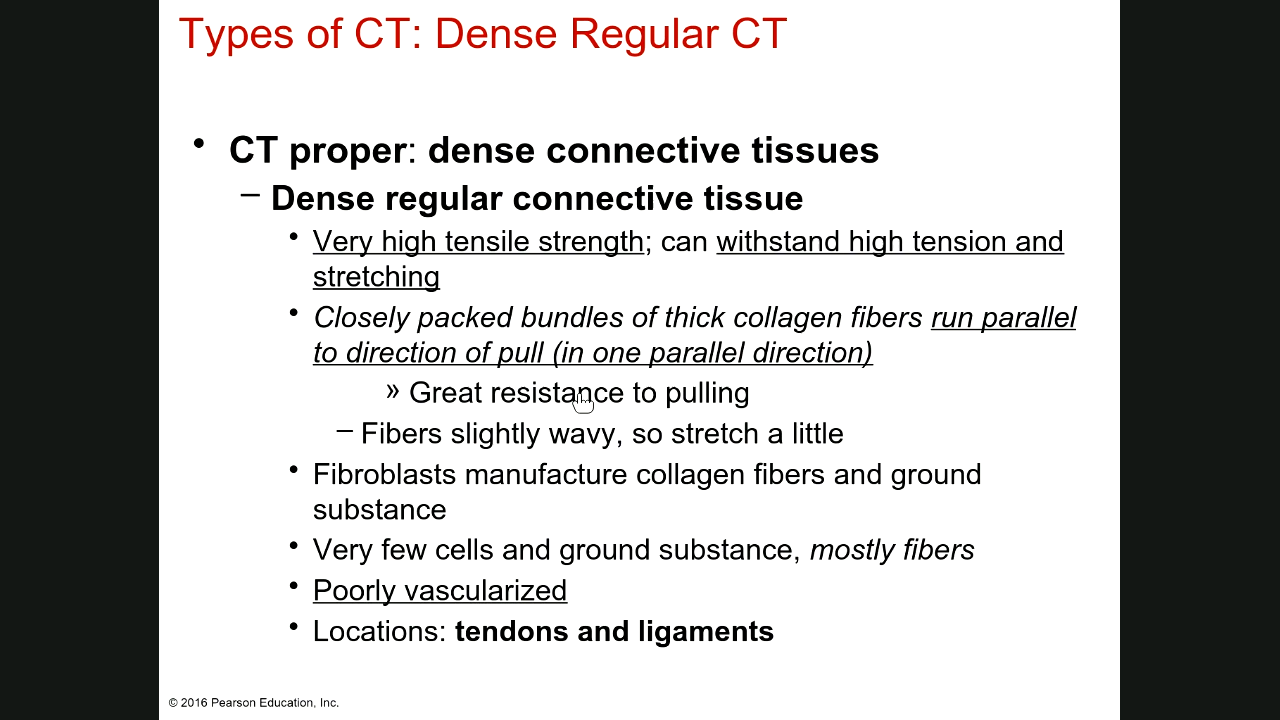 Types of CT: Dense Regular CT
• CT proper: dense connective tissues
– Dense regular connective tissue
• Very high tensile strength; can withstand high tension and
stretching
• Closely packed bundles of thick collagen fibers run parallel
to direction of pull (in one parallel direction)
» Great resistance to pulling
– Fibers slightly wavy, so stretch a little
• Fibroblasts manufacture collagen fibers and ground
substance
• Very few cells and ground substance, mostly fibers
• Poorly vascularized
• Locations: tendons and ligaments
© 2016 Pearson Education, Inc.